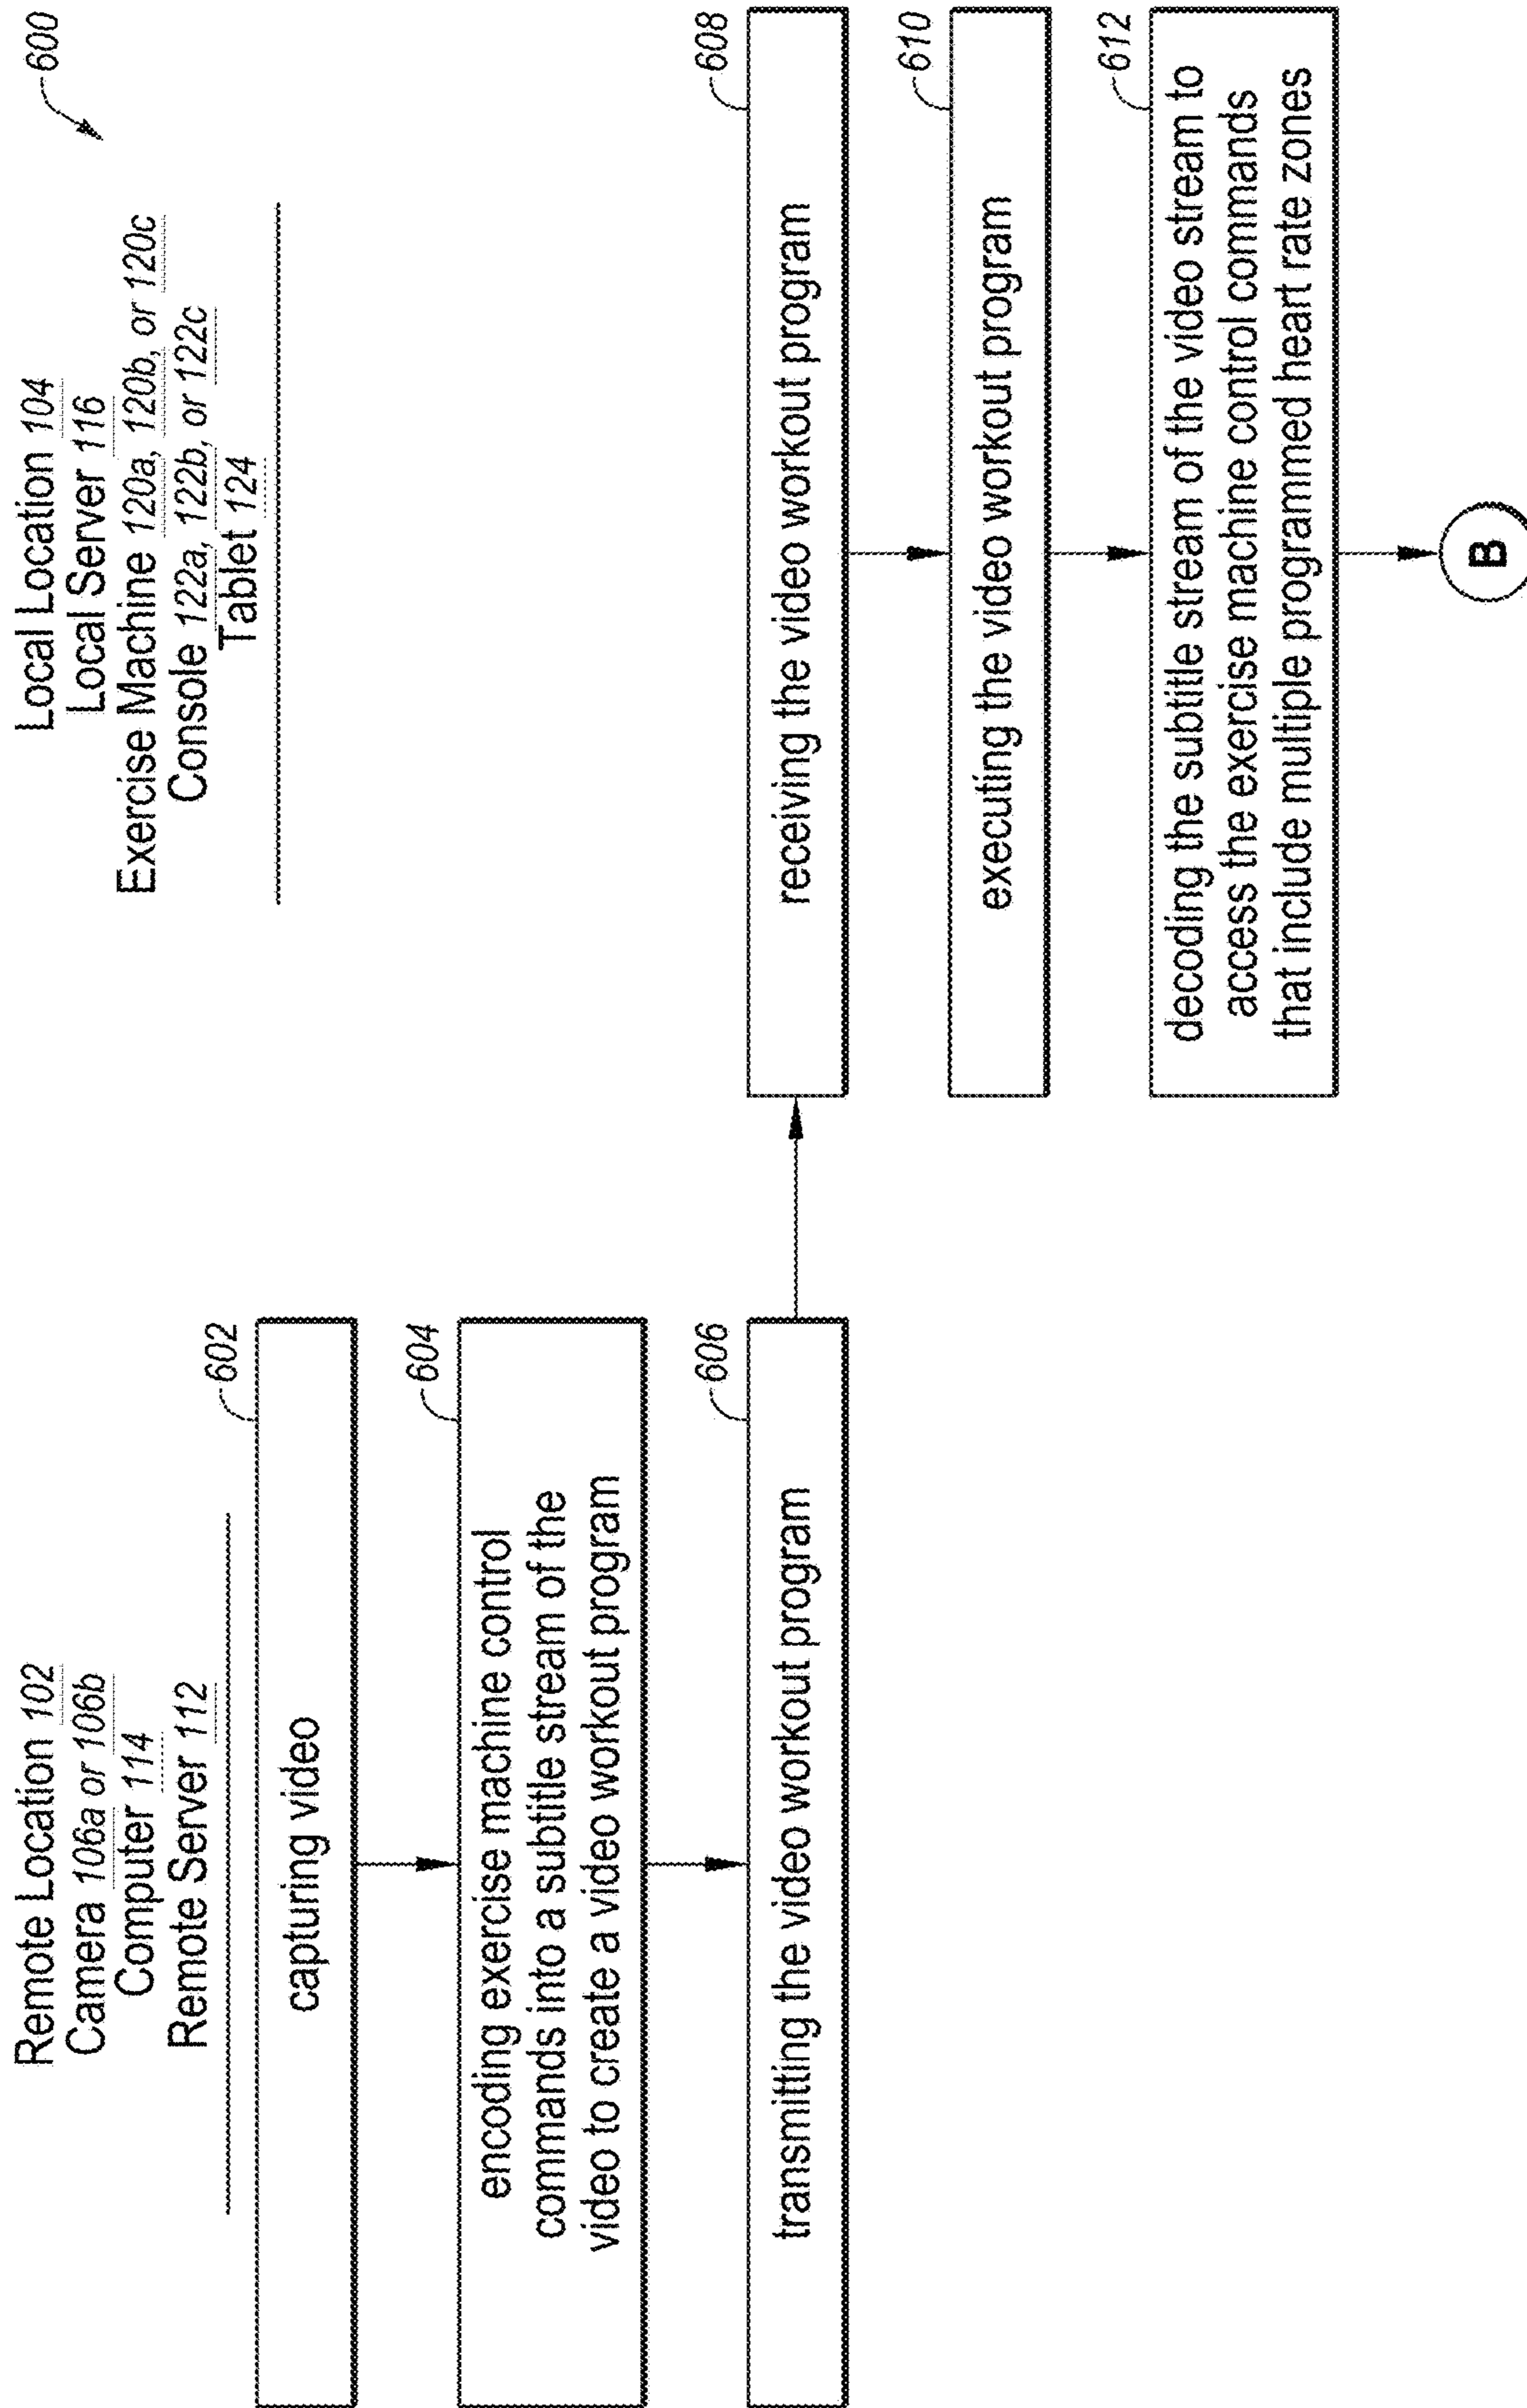 600
Remote Location 102
Camera 106a or 106b
Computer 114
Remote Server 112
602
capturing video
604
encoding exercise machine control
commands into a subtitle stream of the
video to create a video workout program
606
transmitting the video workout program
Local Location 104
Local Server 116
Exercise Machine 120a, 120b, or 120c
Console 122a, 122b, or 122c
Tablet 124
608
receiving the video workout program
610
executing the video workout program
612
decoding the subtitle stream of the video stream to
access the exercise machine control commands
that include multiple programmed heart rate zones
B